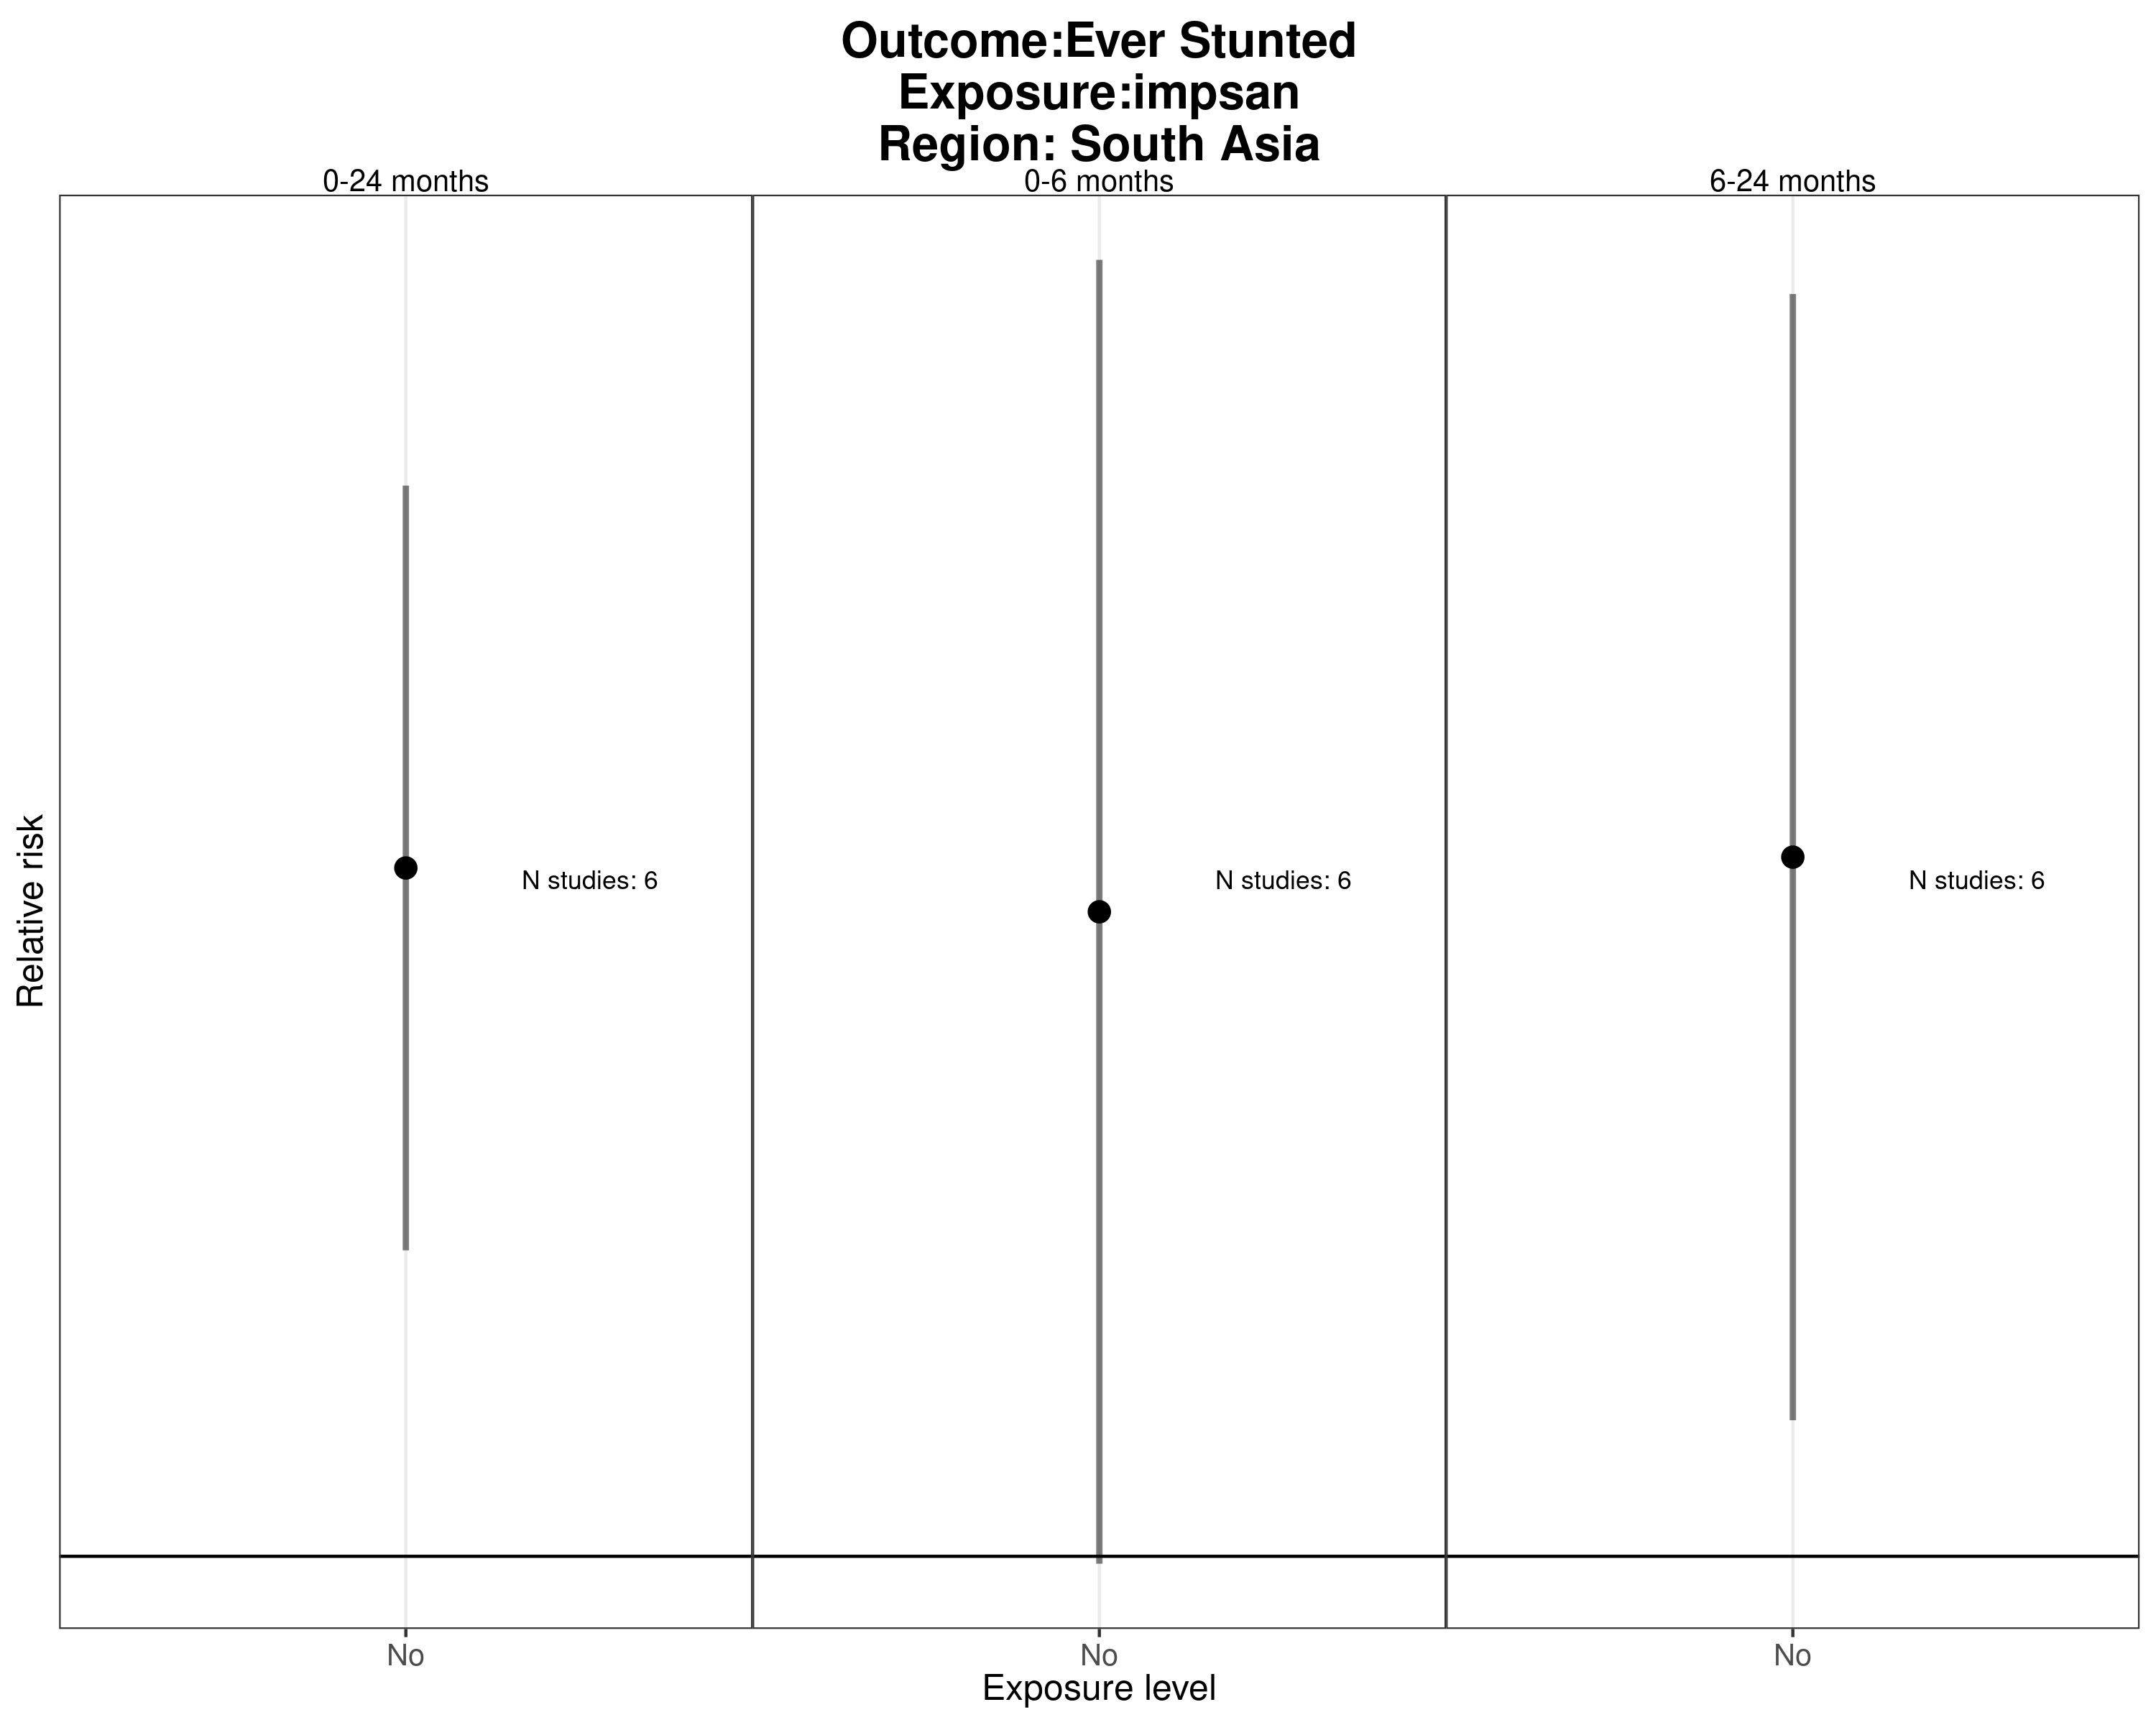 Outcome:Ever Stunted
Exposure:impsan
Region: South Asia
0-24 months
0-6 months
6-24 months
Relative risk
N studies: 6
N studies: 6
N studies: 6
No
No
No
Exposure level